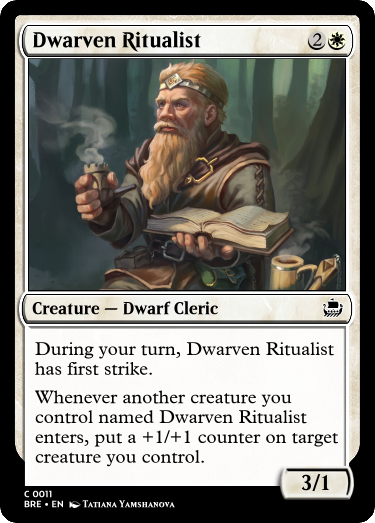 Dwarven Ritualist 2
Creature — Dwarf Cleric
During your turn, Dwarven Ritualist
has first strike.
Whenever another creature you
control named Dwarven Ritualist
enters, put a +1/+1 counter on target
creature you control.
3/1
C 0011
BRE • EN Tatiana Yamshanova